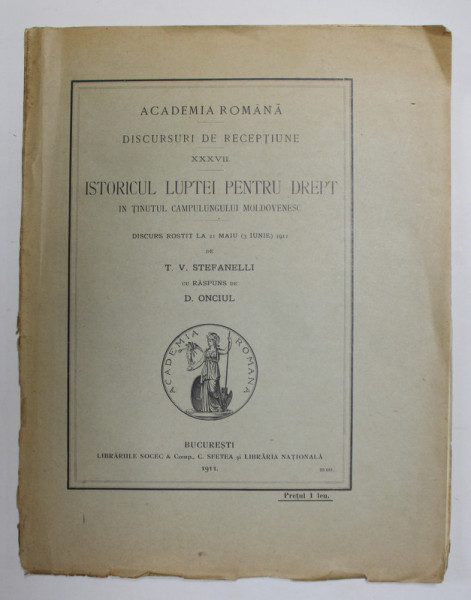 ACADEMIA ROMÂNĂ
DISCURSURI DE RECEPȚIUNE
XXXVII.
ISTORICUL LUPTEI PENTRU DREPT
IN ȚINUTUL CAMPULUNGULUI MOLDOVENESC
DISCURS ROSTIT LA 21 MAIU (3 IUNIE) 1911
DE
T. V. STEFANELLI
CU RĂSPUNS DE
D. ONCIUL
ACADEMIA ROMANA
BUCUREȘTI
LIBRĂRIILE SOCEC & Comp., C. SFETEA și LIBRĂRIA NAȚIONALĂ
1911.
Prețul 1 leu.